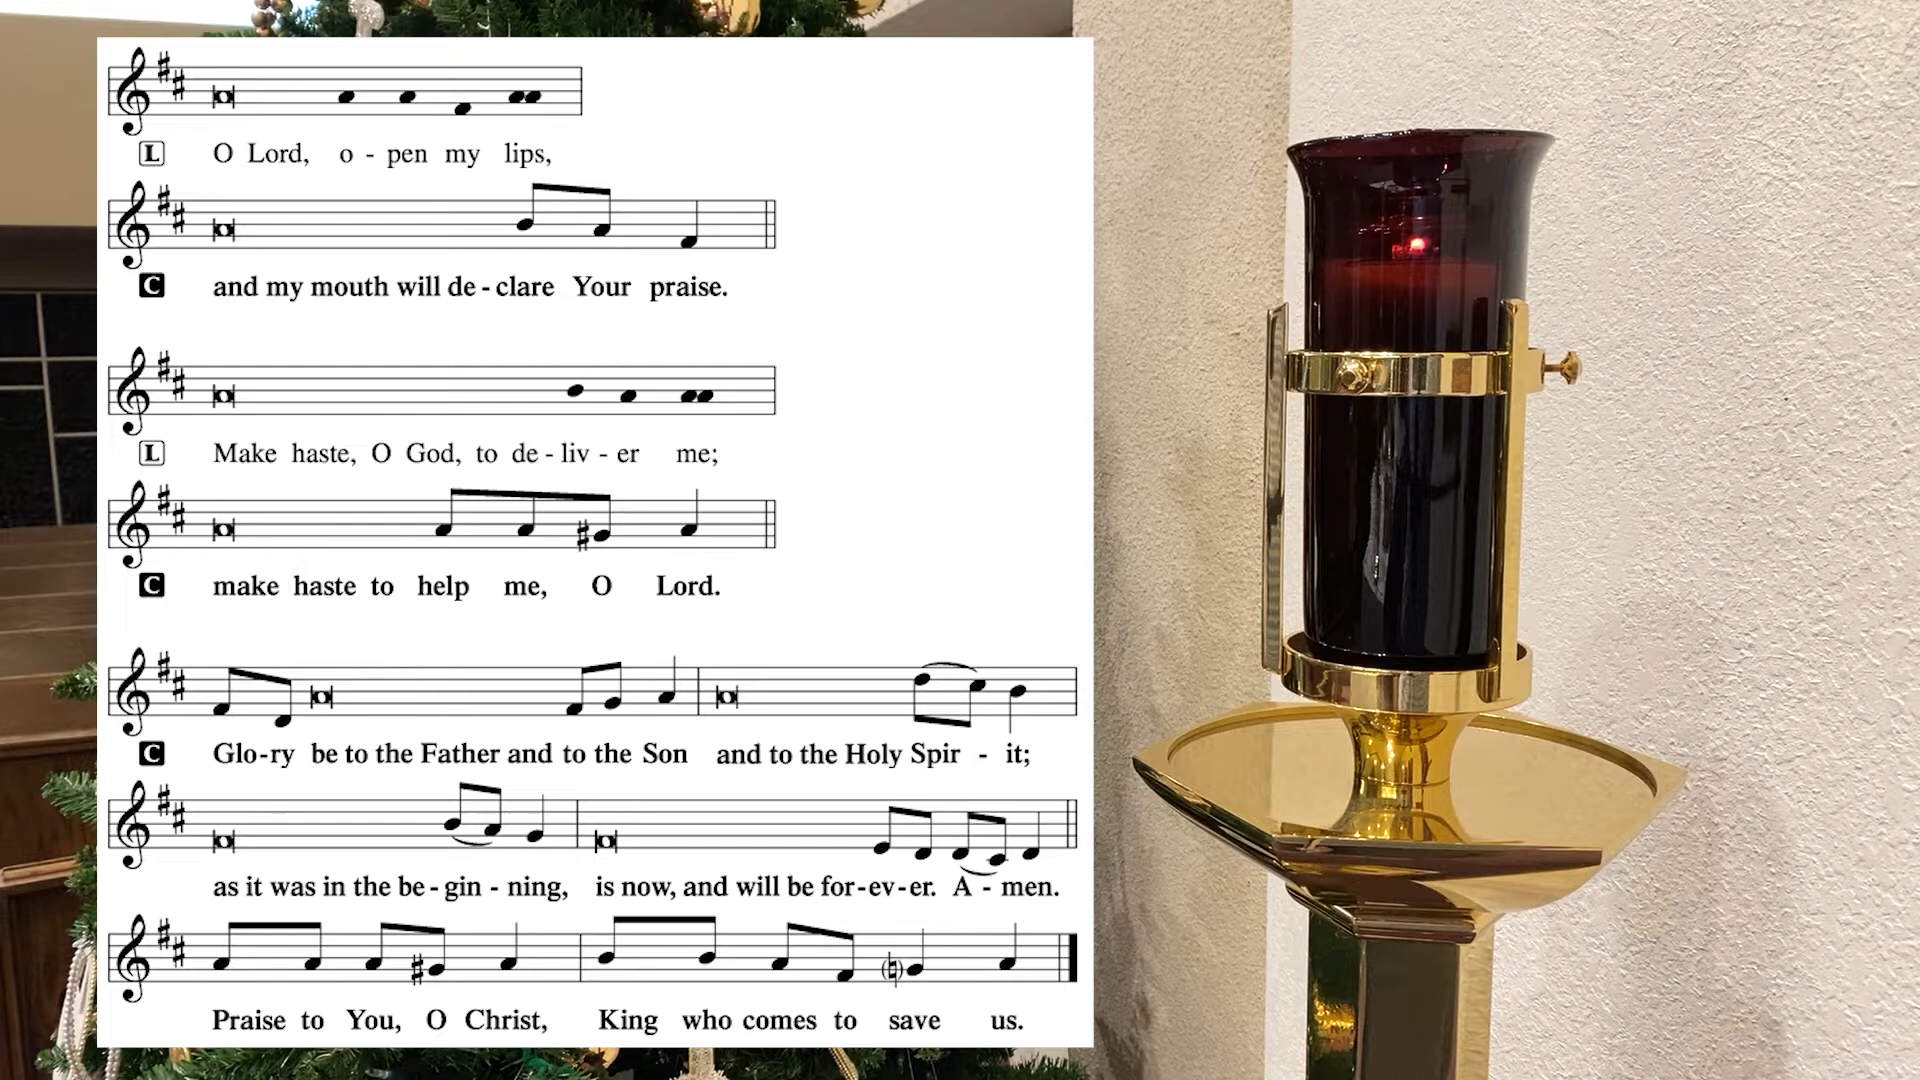 L O Lord, o - pen my lips,
C and my mouth will de - clare Your praise.
L Make haste, O God, to de - liv - er me;
C make haste to help me, O Lord.
C Glo - ry be to the Father and to the Son and to the Holy Spir - it;
as it was in the be - gin - ning, is now, and will be for - ev - er. A - men.
Praise to You, O Christ, King who comes to save us.